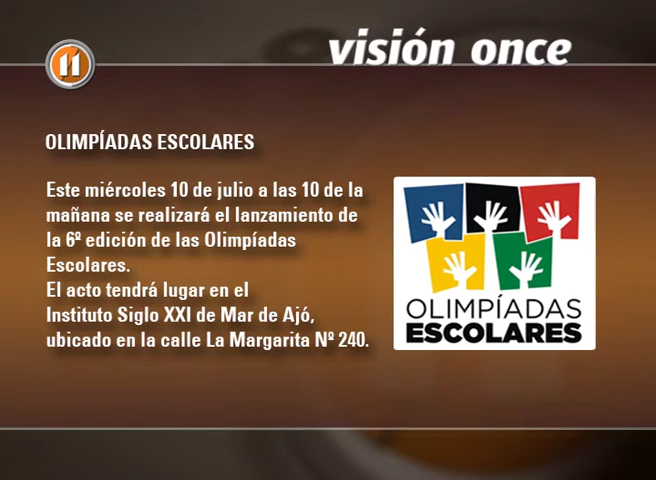 11
visión once
OLIMPÍADAS ESCOLARES
Este miércoles 10 de julio a las 10 de la
mañana se realizará el lanzamiento de
la 6º edición de las Olimpíadas
Escolares.
El acto tendrá lugar en el
Instituto Siglo XXI de Mar de Ajó,
ubicado en la calle La Margarita Nº 240.
OLIMPÍADAS
ESCOLARES